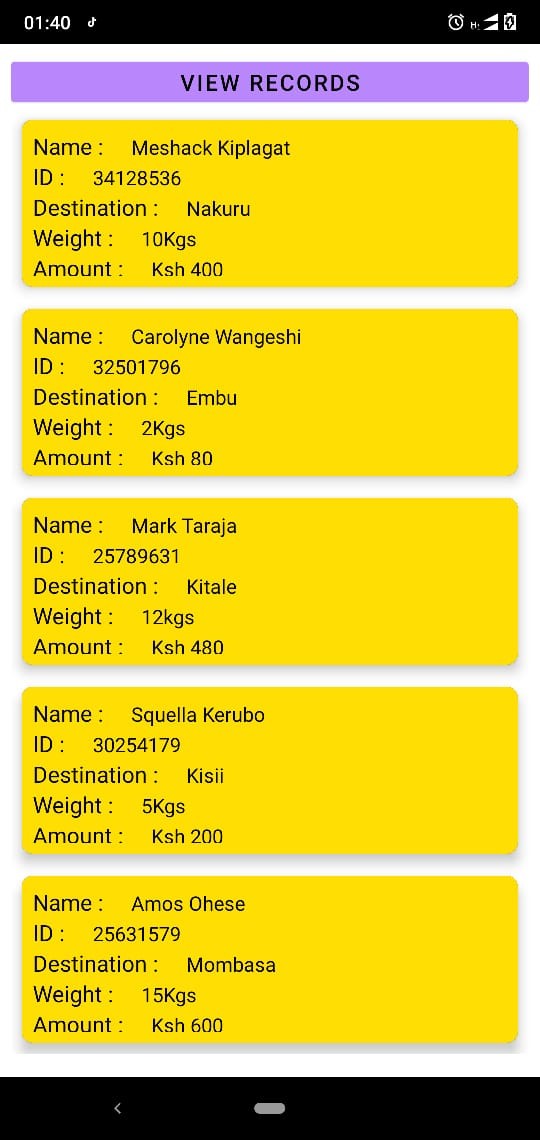 01:40
VIEW RECORDS
Name : Meshack Kiplagat
ID : 34128536
Destination : Nakuru
Weight : 10Kgs
Amount : Ksh 400
Name : Carolyne Wangeshi
ID : 32501796
Destination : Embu
Weight : 2Kgs
Amount : Ksh 80
Name : Mark Taraja
ID : 25789631
Destination : Kitale
Weight : 12kgs
Amount : Ksh 480
Name : Squella Kerubo
ID : 30254179
Destination : Kisii
Weight : 5Kgs
Amount : Ksh 200
Name : Amos Ohese
ID : 25631579
Destination : Mombasa
Weight : 15Kgs
Amount : Ksh 600